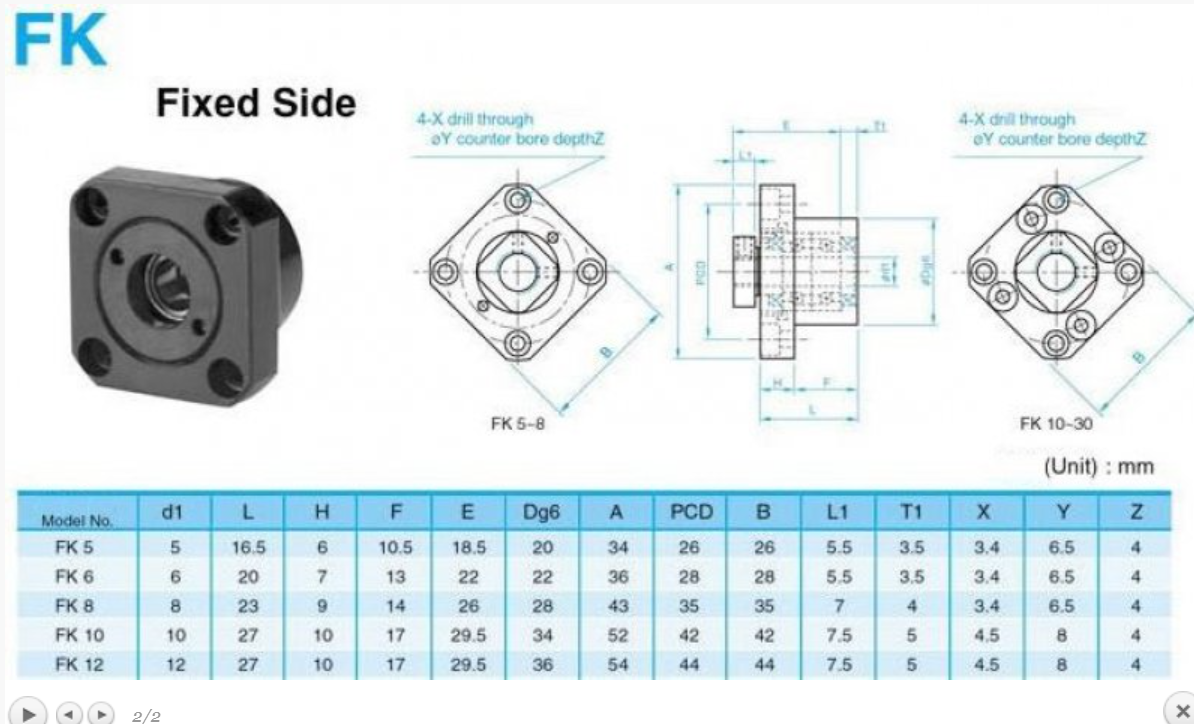 FK
Fixed Side
4-X drill through
øY counter bore depthZ
E
T1
L1
A
PCD
ød1
øDg6
B
H
F
L
FK 5~8
4-X drill through
øY counter bore depthZ
B
FK 10~30
(Unit) : mm
Model No. d1 L H F E Dg6 A PCD B L1 T1 X Y Z
FK 5 5 16.5 6 10.5 18.5 20 34 26 26 5.5 3.5 3.4 6.5 4
FK 6 6 20 7 13 22 22 36 28 28 5.5 3.5 3.4 6.5 4
FK 8 8 23 9 14 26 28 43 35 35 7 4 3.4 6.5 4
FK 10 10 27 10 17 29.5 34 52 42 42 7.5 5 4.5 8 4
FK 12 12 27 10 17 29.5 36 54 44 44 7.5 5 4.5 8 4
2/2